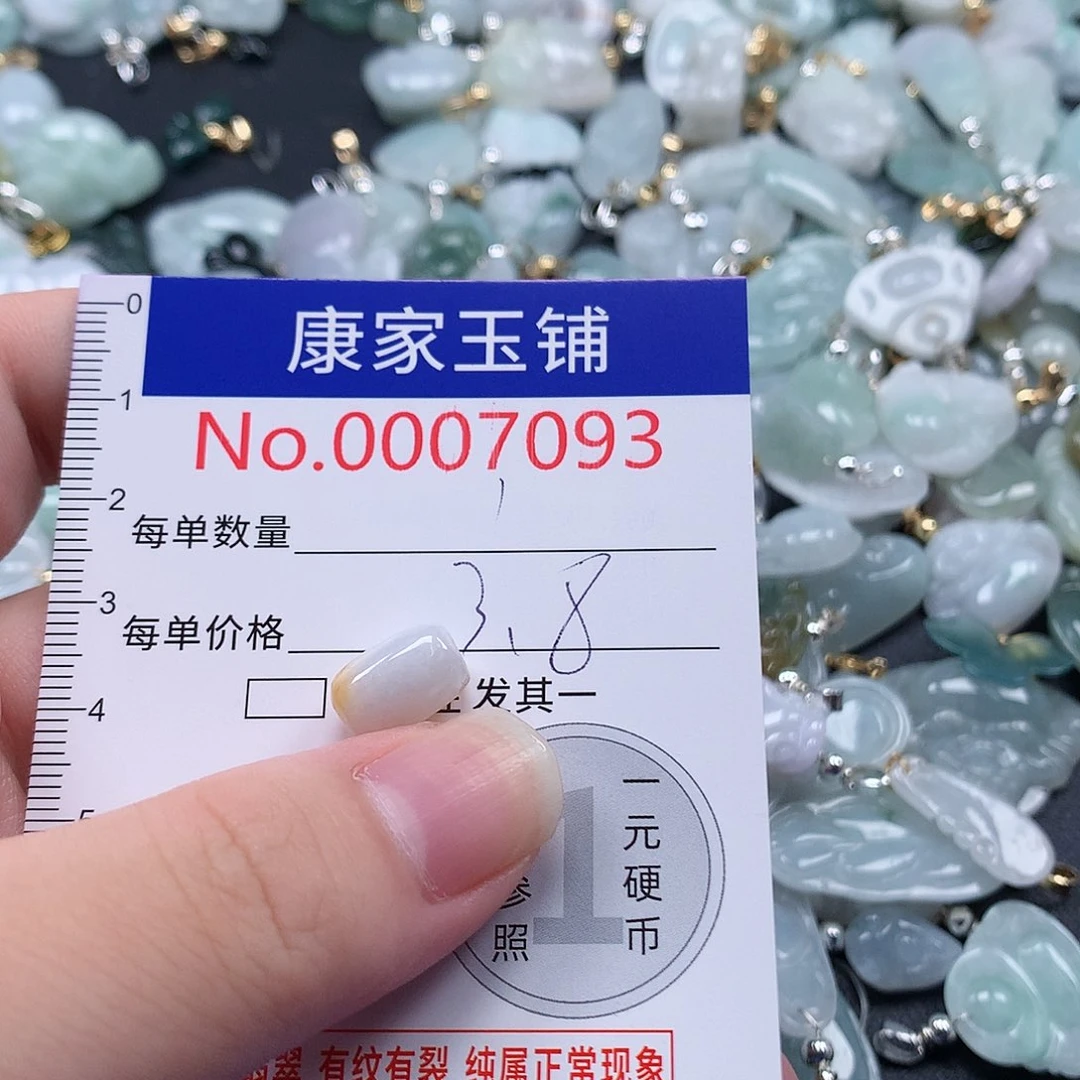 0
康家玉铺
1
No.0007093
2
每单数量 1
3
每单价格 3.8
4
发其一
一元硬币
参照
1
有纹有裂 纯属正常现象